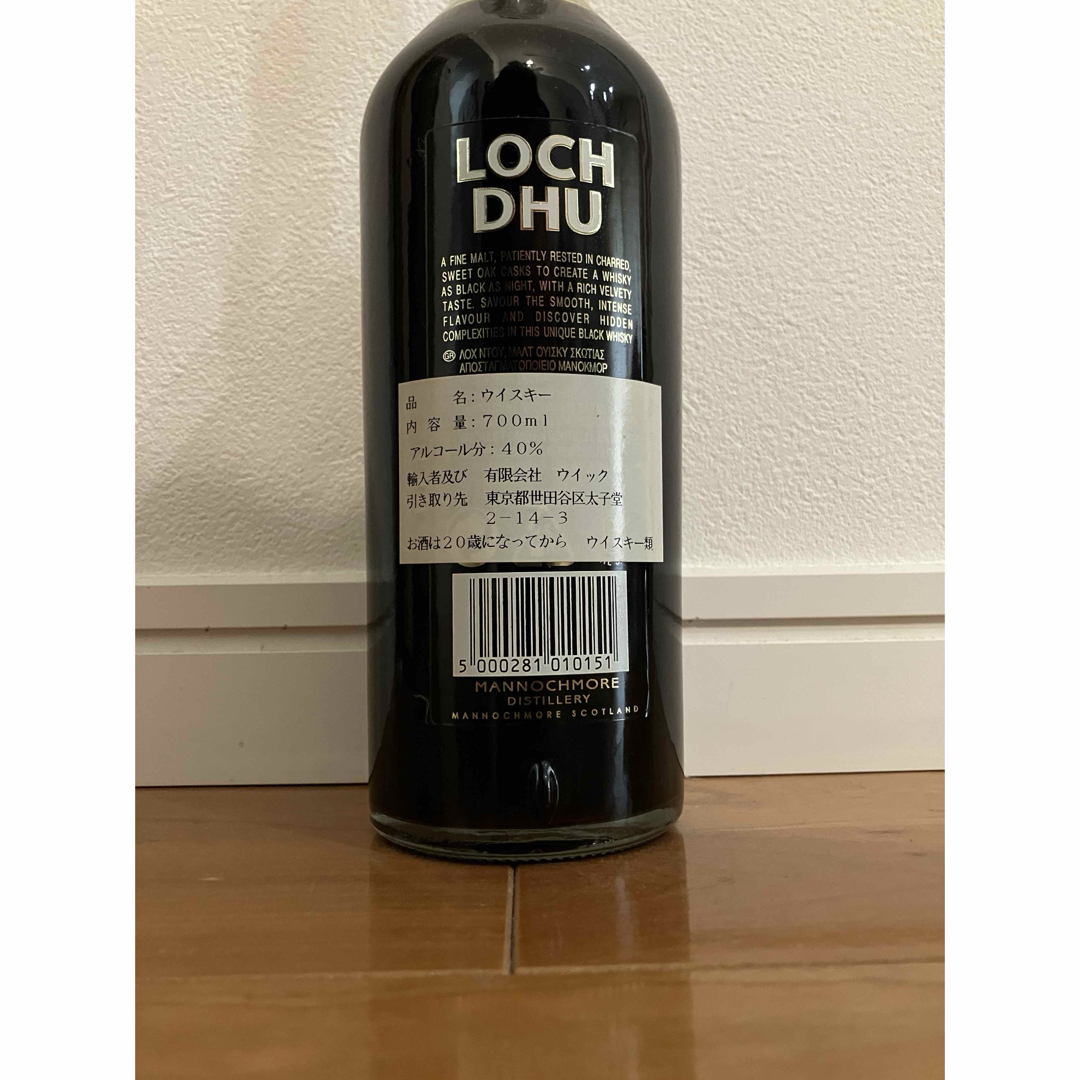 LOCH
DHU
A FINE MALT, PATIENTLY RESTED IN CHARRED,
SWEET OAK CASKS TO CREATE A WHISKY
AS BLACK AS NIGHT, WITH A RICH VELVETY
TASTE. SAVOUR THE SMOOTH, INTENSE
FLAVOUR AND DISCOVER HIDDEN
COMPLEXITIES IN THIS UNIQUE BLACK WHISKY
GR ΛΟΧ ΝΤΟΥ, ΜΑΛΤ ΟΥΙΣΚΥ ΣΚΩΤΙΑΣ
ΑΠΟΣΤΑΓΜΑΤΟΠΟΙΕΙΟ ΜΑΝΟΚΜΟΡ
品 名:ウイスキー
内 容 量:700ml
アルコール分:40%
輸入者及び 有限会社 ウイック
引き取り先 東京都世田谷区太子堂
2-14-3
お酒は20歳になってから ウイスキー類
5 000281 010151
MANNOCHMORE
DISTILLERY
MANNOCHMORE SCOTLAND